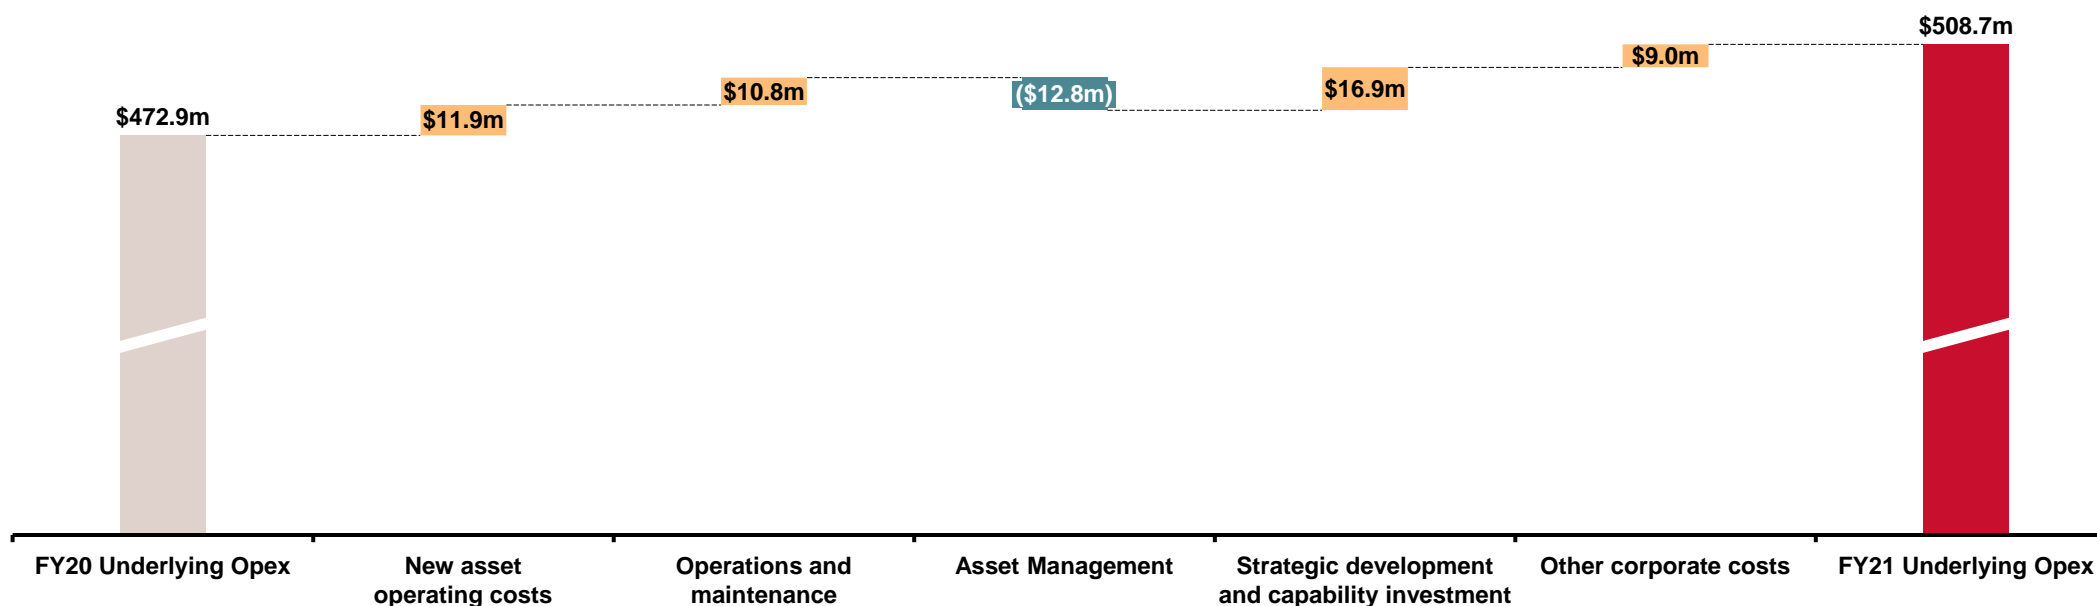 $508.7m
$9.0m
$16.9m
$10.8m
($12.8m)
$472.9m
$11.9m
FY20 Underlying Opex
New asset
operating costs
Operations and
maintenance
Asset Management
Strategic development
and capability investment
Other corporate costs
FY21 Underlying Opex